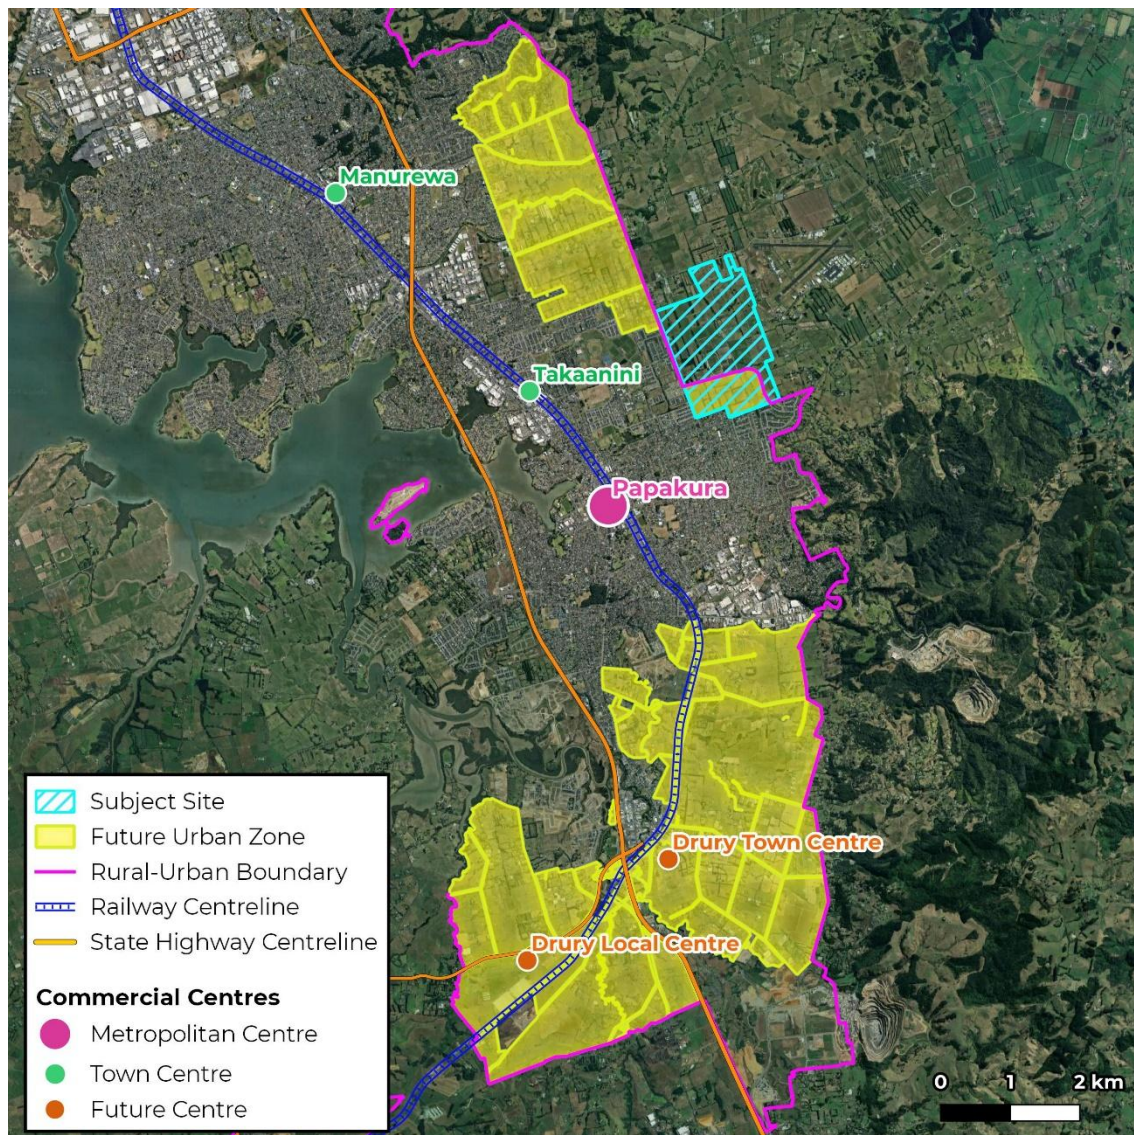 Manurewa
Takaanini
Papakura
Drury Town Centre
Drury Local Centre
Subject Site
Future Urban Zone
Rural-Urban Boundary
Railway Centreline
State Highway Centreline
Commercial Centres
Metropolitan Centre
Town Centre
Future Centre
0 1 2 km